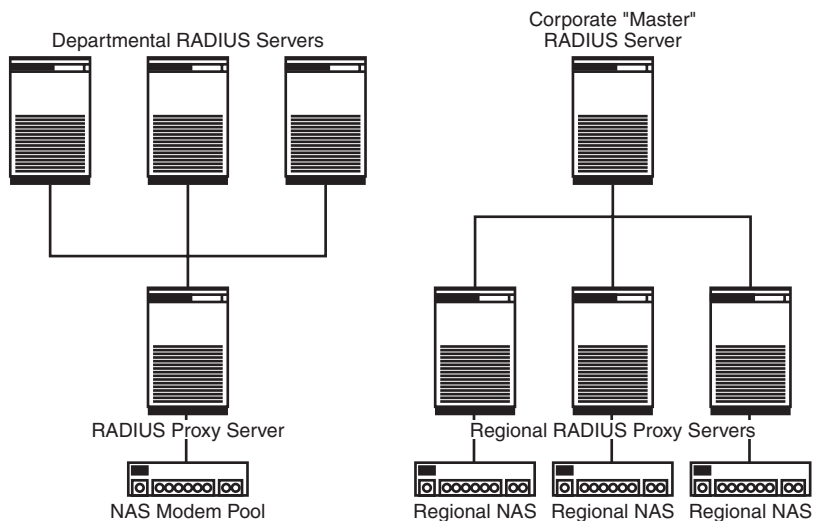 Departmental RADIUS Servers
Corporate "Master"
RADIUS Server
RADIUS Proxy Server
Regional RADIUS Proxy Servers
NAS Modem Pool
Regional NAS
Regional NAS
Regional NAS